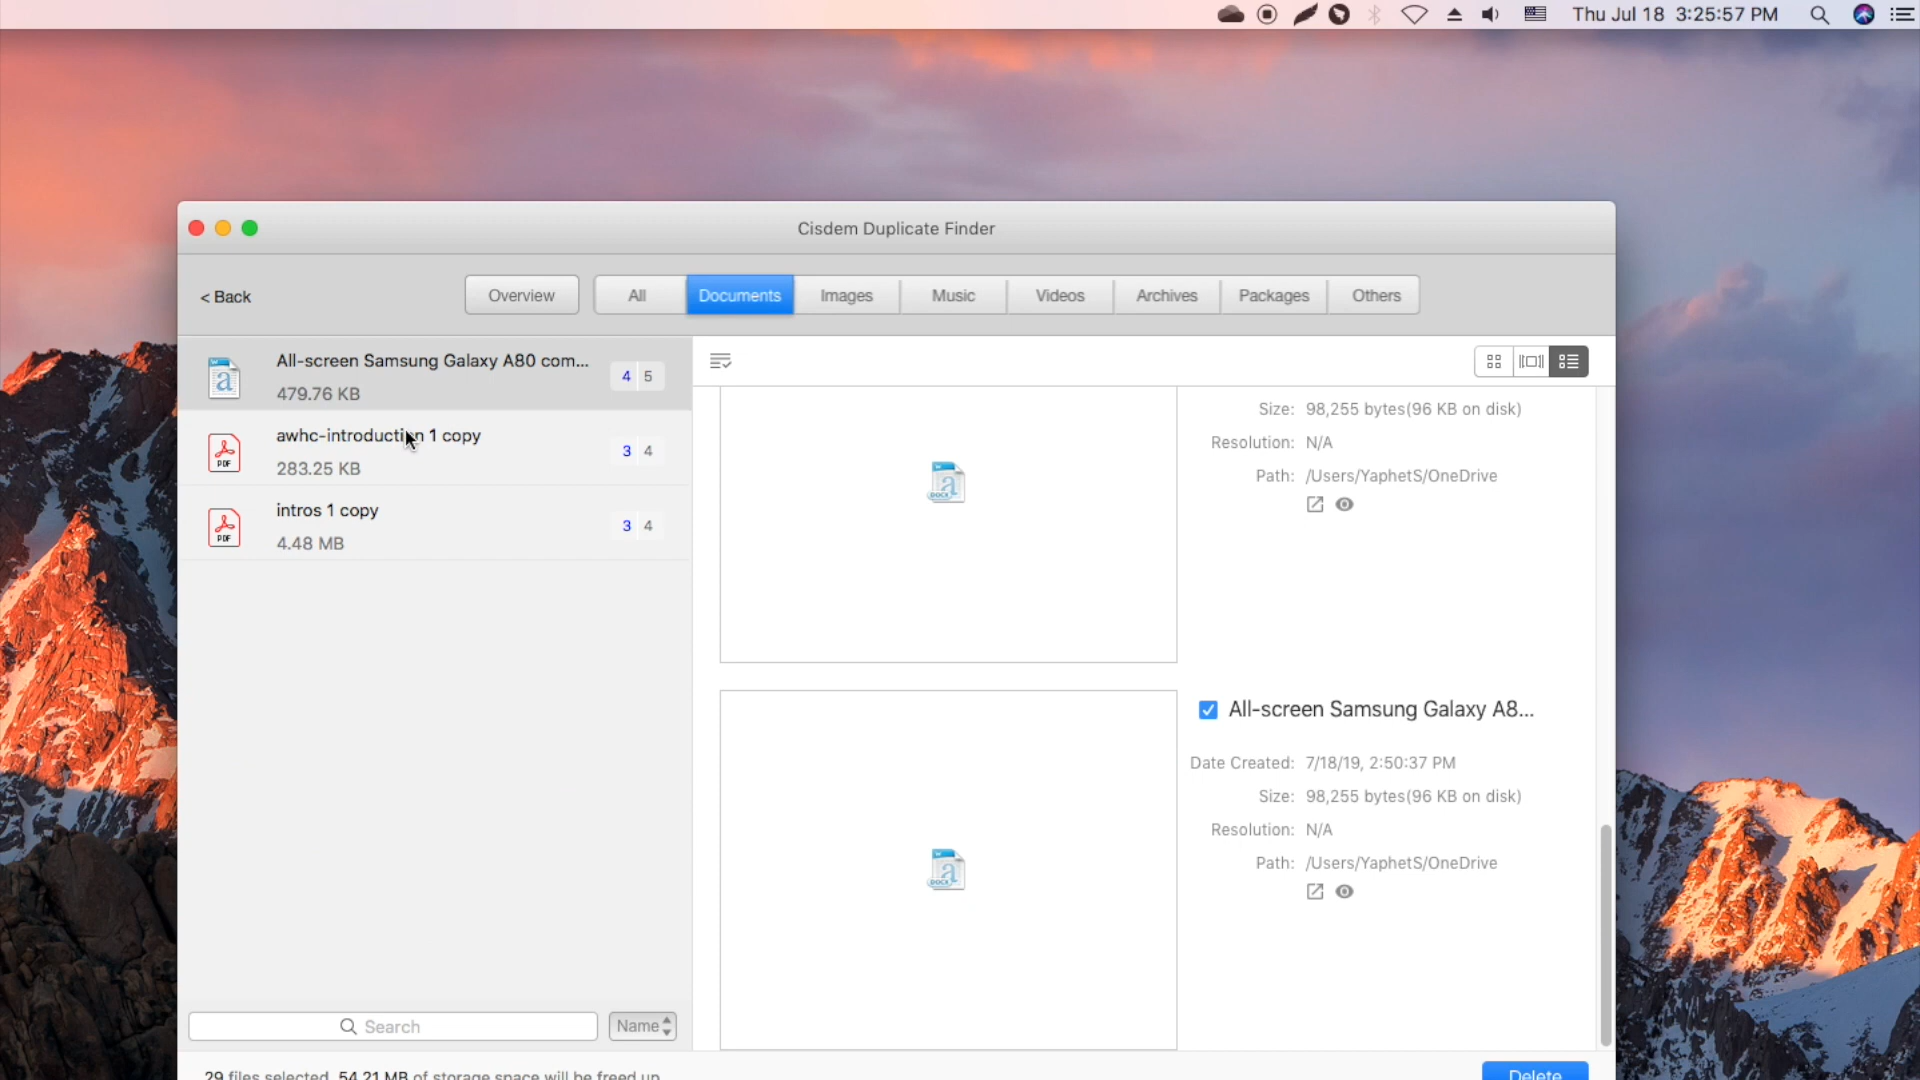 Thu Jul 18 3:25:57 PM
Cisdem Duplicate Finder
< Back
Overview
All
Documents
Images
Music
Videos
Archives
Packages
Others
All-screen Samsung Galaxy A80 com...
479.76 KB
4 5
awhc-introduction 1 copy
283.25 KB
3 4
intros 1 copy
4.48 MB
3 4
PDF
PDF
Size: 98,255 bytes(96 KB on disk)
Resolution: N/A
Path: /Users/YaphetS/OneDrive
DOCX
All-screen Samsung Galaxy A8...
Date Created: 7/18/19, 2:50:37 PM
Size: 98,255 bytes(96 KB on disk)
Resolution: N/A
Path: /Users/YaphetS/OneDrive
DOCX
Search
Name
29 files selected, 54.21 MB of storage space will be freed up
Delete